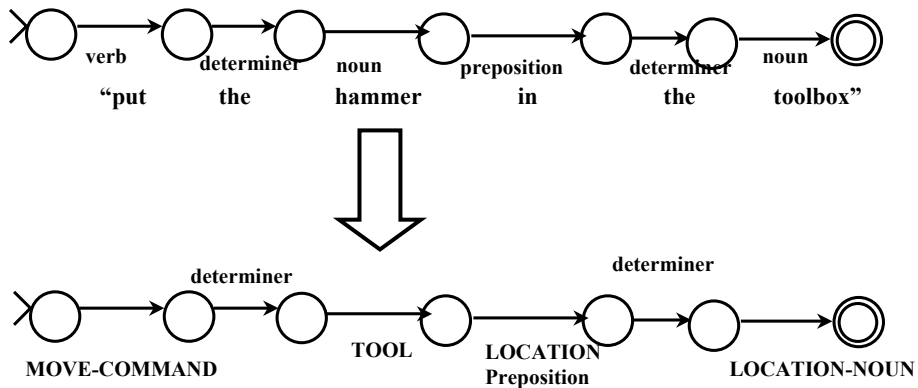 verb determiner noun preposition determiner noun
“put the hammer in the toolbox”
determiner determiner
MOVE-COMMAND TOOL LOCATION LOCATION-NOUN
Preposition